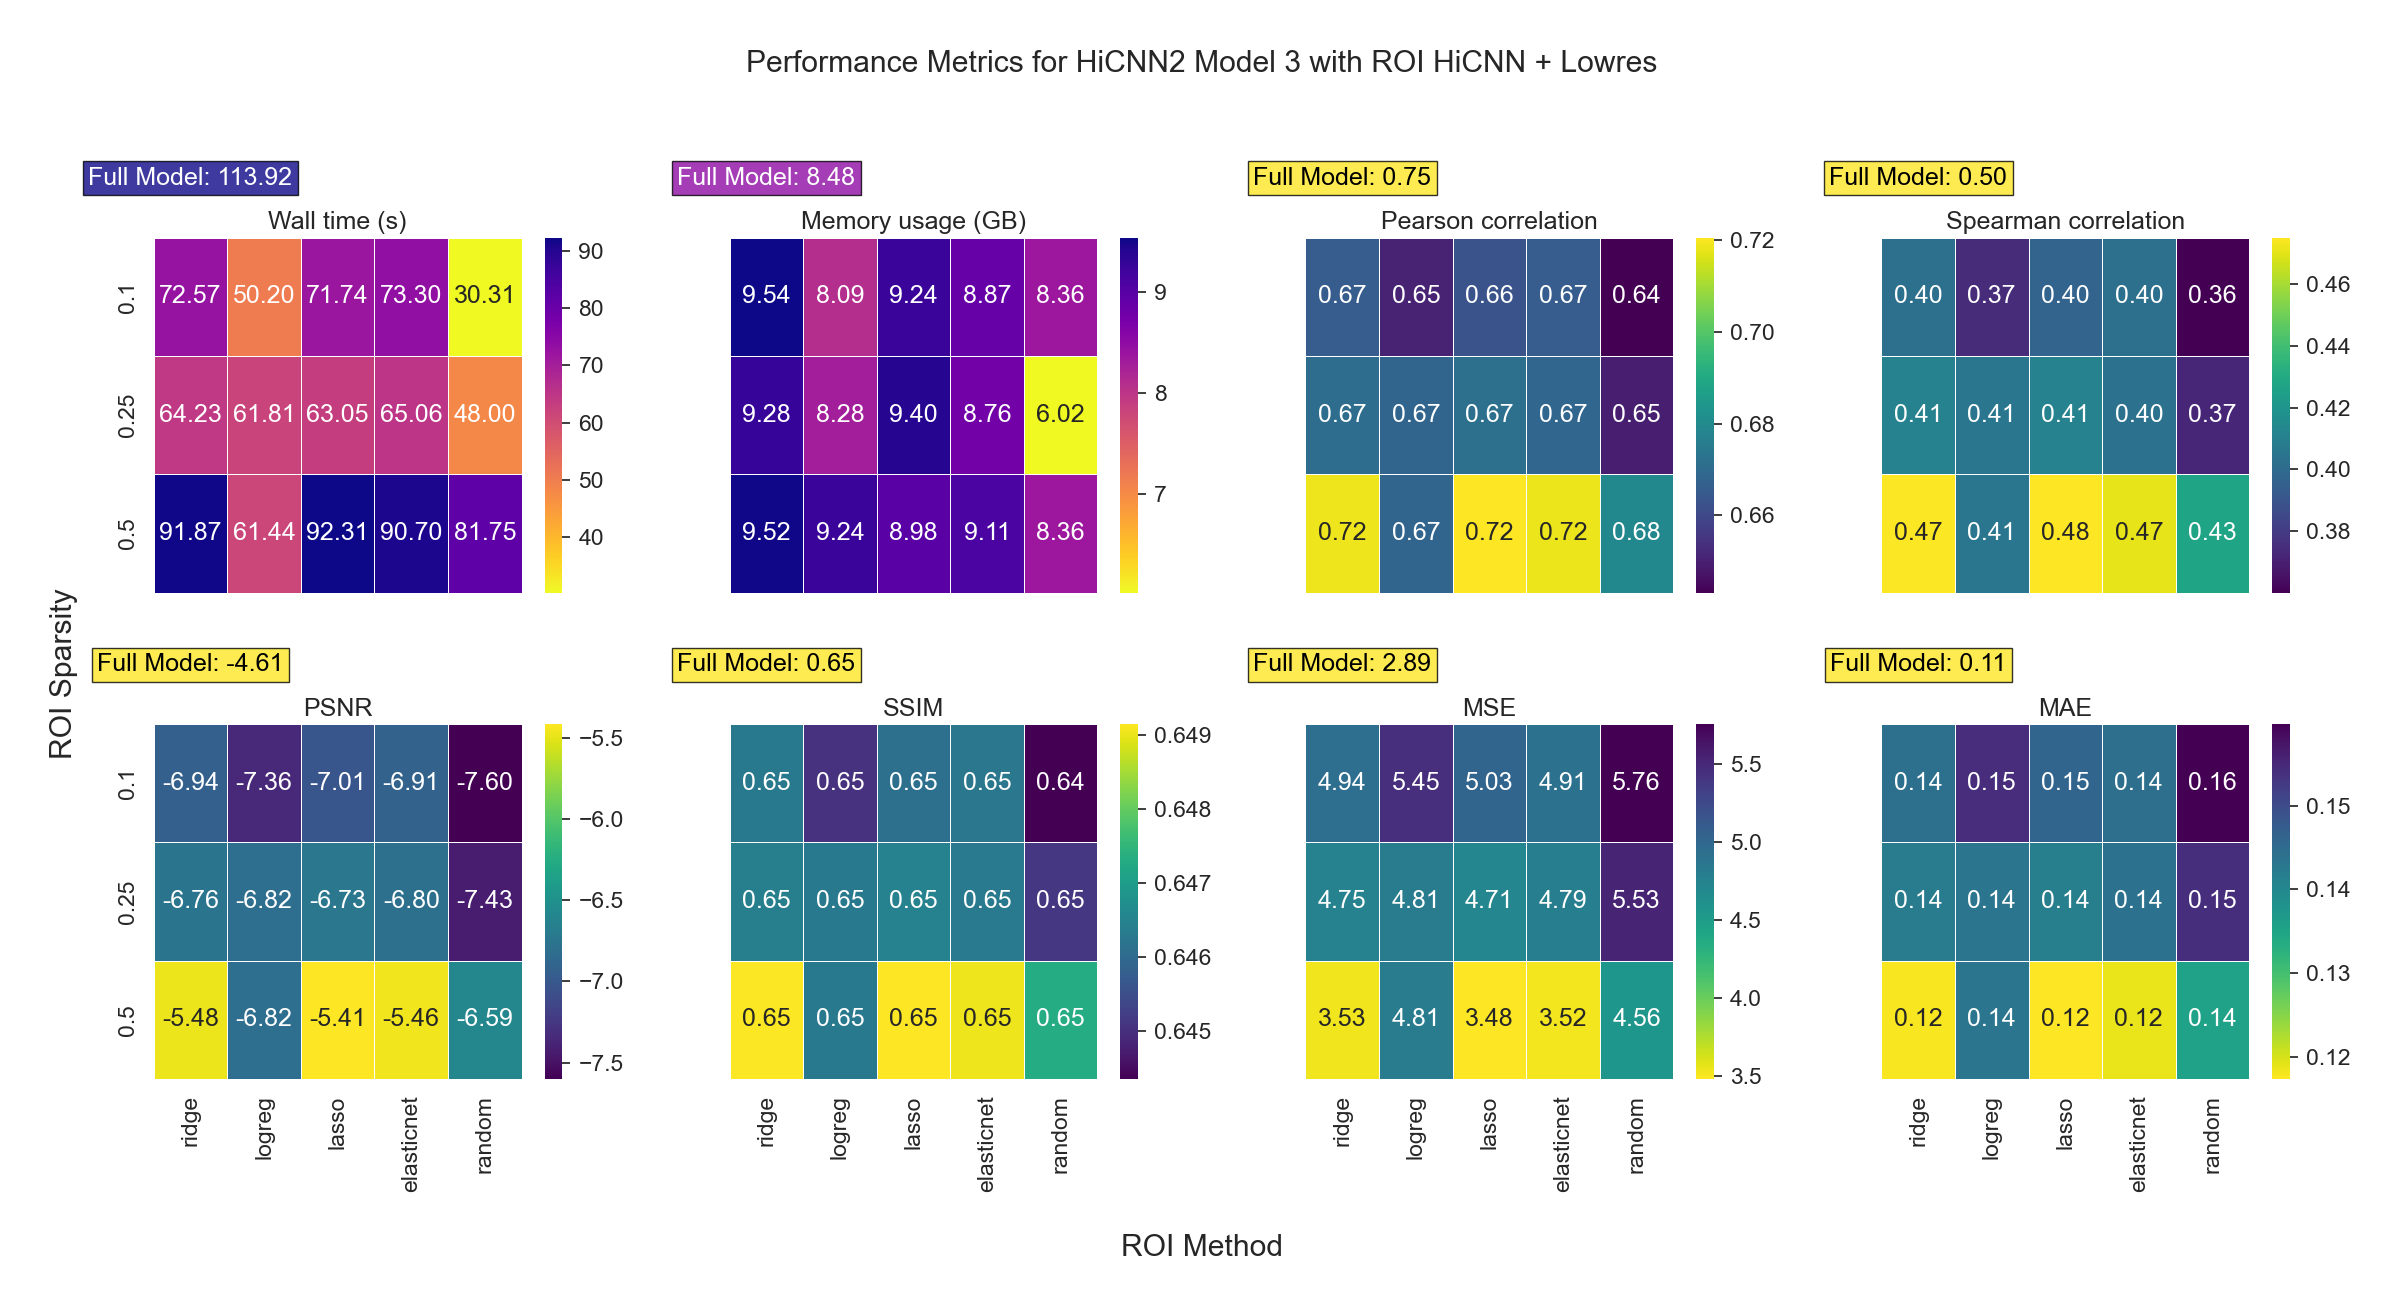 Performance Metrics for HiCNN2 Model 3 with ROI HiCNN + Lowres
Full Model: 113.92
Full Model: 8.48
Full Model: 0.75
Full Model: 0.50
Wall time (s)
Memory usage (GB)
Pearson correlation
Spearman correlation
0.1
72.57 50.20 71.74 73.30 30.31
0.25
64.23 61.81 63.05 65.06 48.00
0.5
91.87 61.44 92.31 90.70 81.75
90
80
70
60
50
40
9.54 8.09 9.24 8.87 8.36
9.28 8.28 9.40 8.76 6.02
9.52 9.24 8.98 9.11 8.36
9
8
7
0.67 0.65 0.66 0.67 0.64
0.67 0.67 0.67 0.67 0.65
0.72 0.67 0.72 0.72 0.68
0.72
0.70
0.68
0.66
0.40 0.37 0.40 0.40 0.36
0.41 0.41 0.41 0.40 0.37
0.47 0.41 0.48 0.47 0.43
0.46
0.44
0.42
0.40
0.38
ROI Sparsity
Full Model: -4.61
Full Model: 0.65
Full Model: 2.89
Full Model: 0.11
PSNR
SSIM
MSE
MAE
0.1
-6.94 -7.36 -7.01 -6.91 -7.60
0.25
-6.76 -6.82 -6.73 -6.80 -7.43
0.5
-5.48 -6.82 -5.41 -5.46 -6.59
−5.5
−6.0
−6.5
−7.0
−7.5
0.65 0.65 0.65 0.65 0.64
0.65 0.65 0.65 0.65 0.65
0.65 0.65 0.65 0.65 0.65
0.649
0.648
0.647
0.646
0.645
4.94 5.45 5.03 4.91 5.76
4.75 4.81 4.71 4.79 5.53
3.53 4.81 3.48 3.52 4.56
5.5
5.0
4.5
4.0
3.5
0.14 0.15 0.15 0.14 0.16
0.14 0.14 0.14 0.14 0.15
0.12 0.14 0.12 0.12 0.14
0.15
0.14
0.13
0.12
ridge logreg lasso elasticnet random
ridge logreg lasso elasticnet random
ridge logreg lasso elasticnet random
ridge logreg lasso elasticnet random
ROI Method